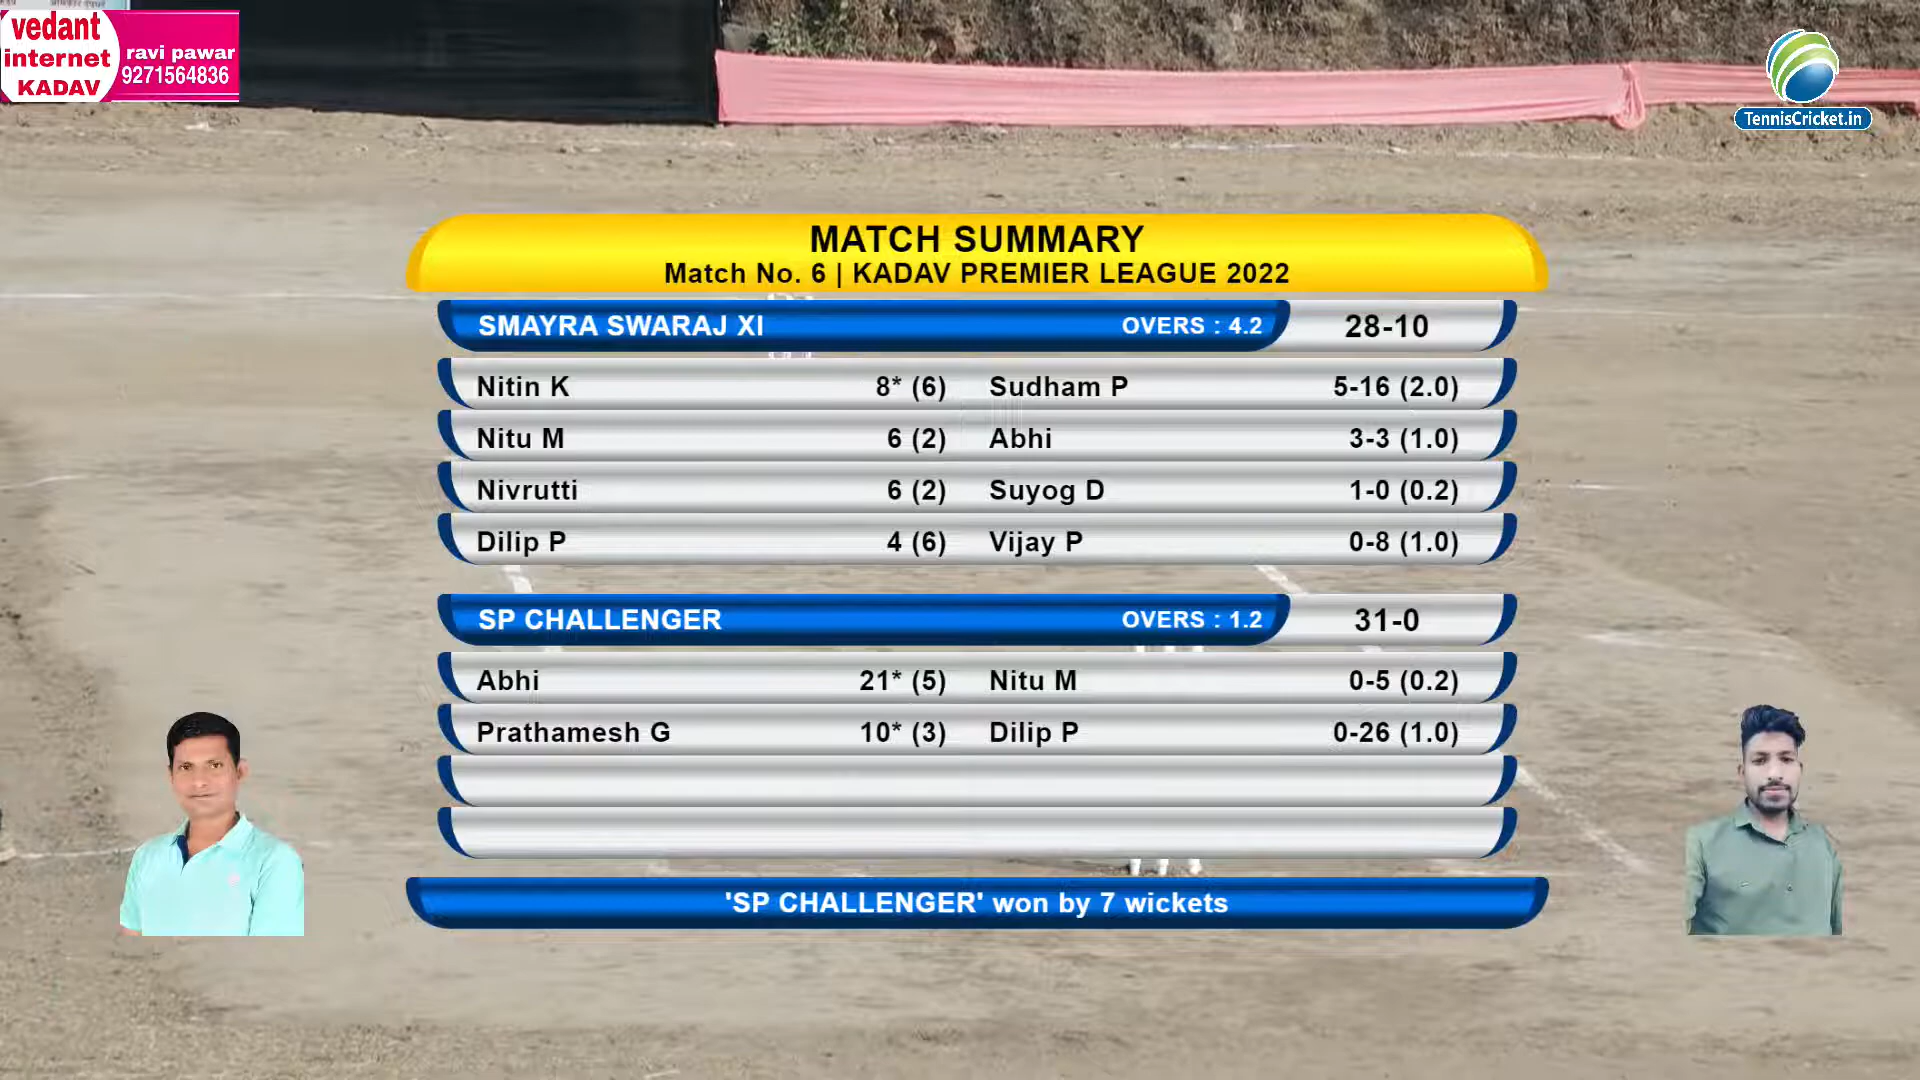 vedant
internet
KADAV
ravi pawar
9271564836
TennisCricket.in
MATCH SUMMARY
Match No. 6 | KADAV PREMIER LEAGUE 2022
SMAYRA SWARAJ XI OVERS : 4.2 28-10
Nitin K 8* (6) Sudham P 5-16 (2.0)
Nitu M 6 (2) Abhi 3-3 (1.0)
Nivrutti 6 (2) Suyog D 1-0 (0.2)
Dilip P 4 (6) Vijay P 0-8 (1.0)
SP CHALLENGER OVERS : 1.2 31-0
Abhi 21* (5) Nitu M 0-5 (0.2)
Prathamesh G 10* (3) Dilip P 0-26 (1.0)
'SP CHALLENGER' won by 7 wickets